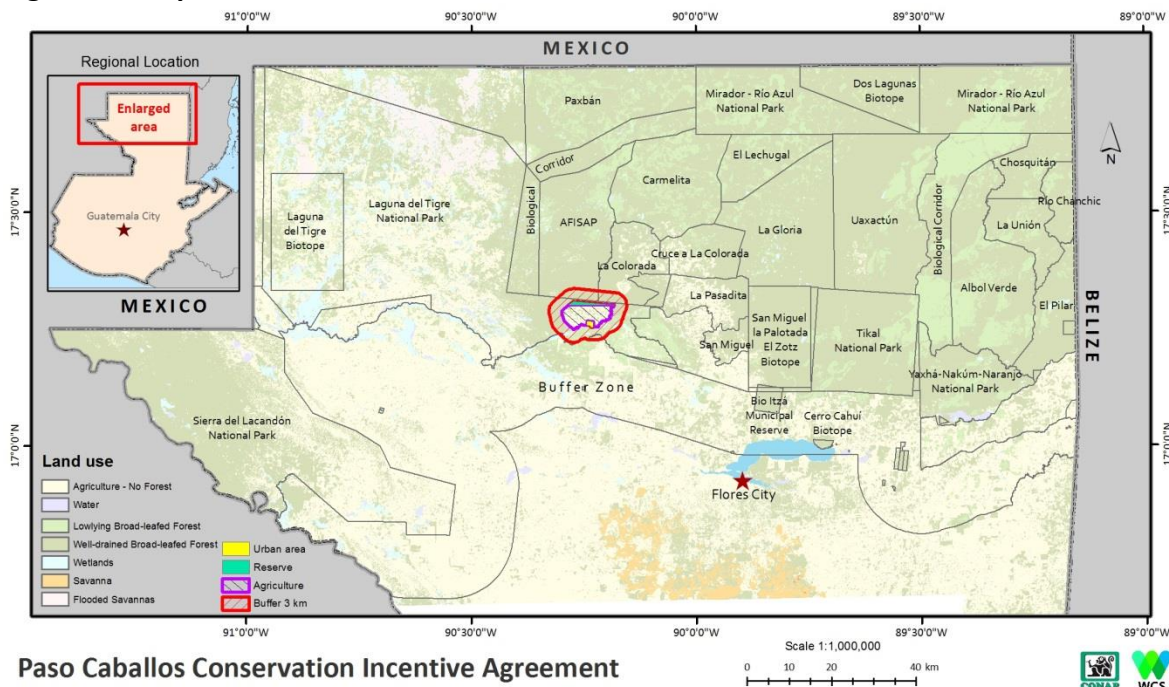 91°0'0"W
90°30'0"W
90°0'0"W
89°30'0"W
89°0'0"W
MEXICO
Regional Location
Enlarged
area
Guatemala City
MEXICO
BELIZE
N
17°30'0"N
17°0'0"N
17°30'0"N
17°0'0"N
Paxbán
Mirador - Río Azul
National Park
Dos Lagunas
Biotope
Mirador - Río Azul
National Park
Corridor
Biological
El Lechugal
Carmelita
Chosquitán
Río Chanchic
Laguna
del Tigre
Biotope
Laguna del Tigre
National Park
AFISAP
La Gloria
Uaxactún
Biological Corridor
La Unión
Cruce a La Colorada
La Colorada
La Pasadita
Albol Verde
El Pilar
San Miguel
San Miguel
la Palotada
El Zotz
Biotope
Tikal
National Park
Yaxhá-Nakúm-Naranjo
National Park
Buffer Zone
Bio Itzá
Municipal
Reserve
Cerro Cahuí
Biotope
Sierra del Lacandón
National Park
Flores City
Land use
Agriculture - No Forest
Water
Lowlying Broad-leafed Forest
Well-drained Broad-leafed Forest
Wetlands
Savanna
Flooded Savannas
Urban area
Reserve
Agriculture
Buffer 3 km
91°0'0"W
90°30'0"W
90°0'0"W
89°30'0"W
89°0'0"W
Paso Caballos Conservation Incentive Agreement
Scale 1:1,000,000
0 10 20 40 km
CONAP
WCS